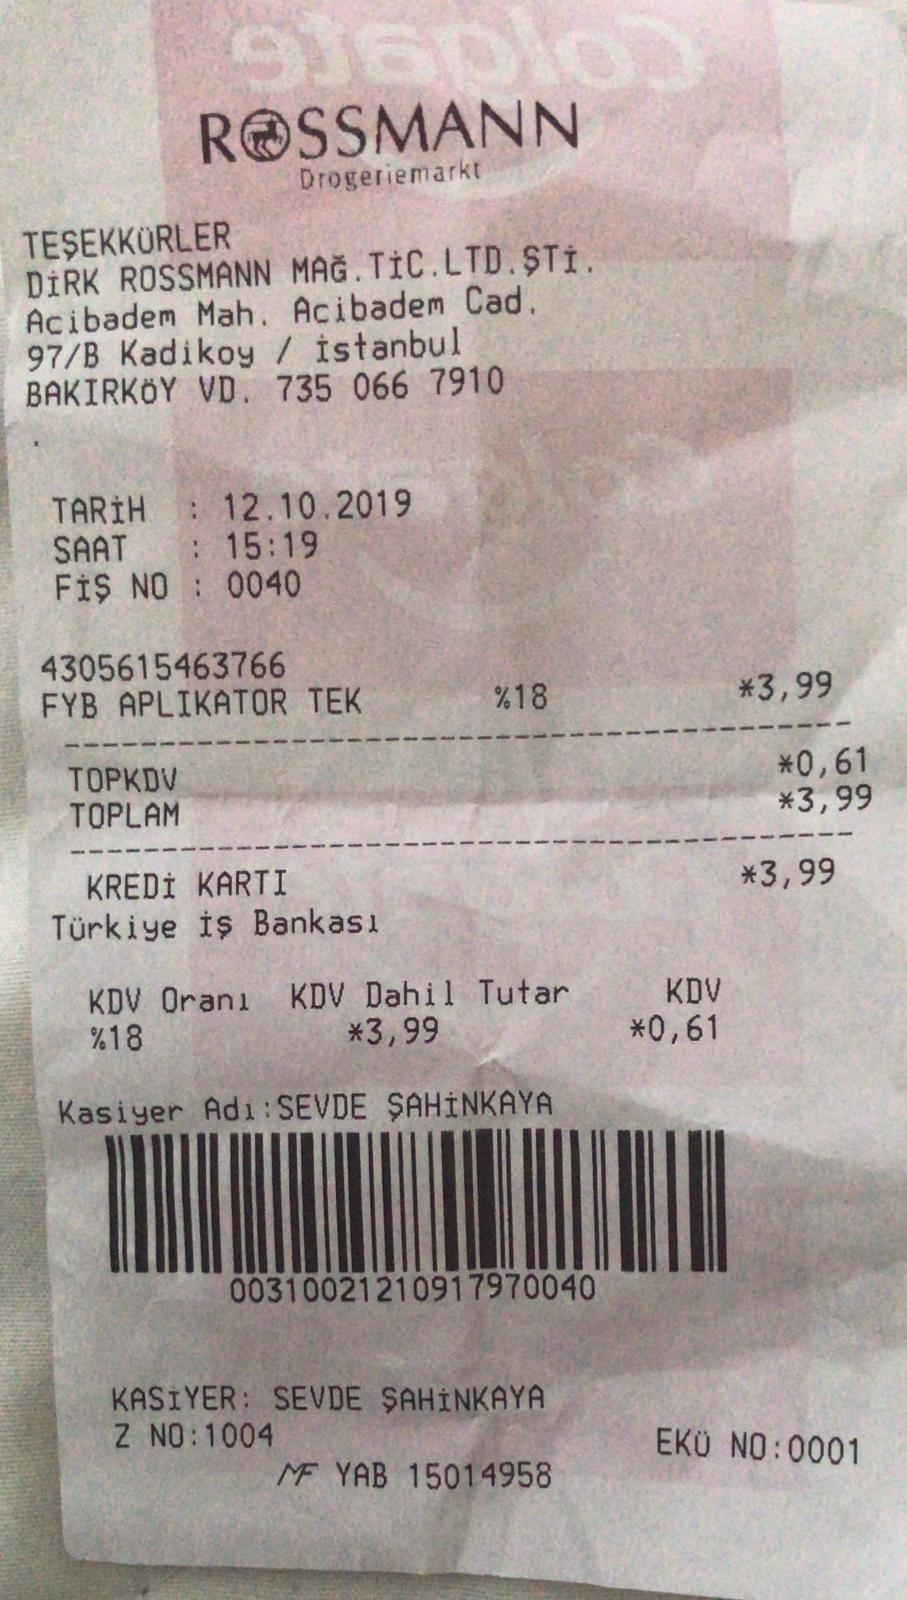 Colgate
ROSSMANN
Drogeriemarkt
TEŞEKKÜRLER
DİRK ROSSMANN MAĞ.TİC.LTD.ŞTİ.
Acibadem Mah. Acibadem Cad.
97/B Kadikoy / İstanbul
BAKIRKÖY VD. 735 066 7910
.
TARİH : 12.10.2019
SAAT : 15:19
FİŞ NO : 0040
4305615463766
FYB APLIKATOR TEK %18 *3,99
TOPKDV *0,61
TOPLAM *3,99
KREDİ KARTI *3,99
Türkiye İş Bankası
KDV Oranı KDV Dahil Tutar KDV
%18 *3,99 *0,61
Kasiyer Adı:SEVDE ŞAHİNKAYA
00310021210917970040
KASİYER: SEVDE ŞAHİNKAYA
Z NO:1004 EKÜ NO:0001
MF YAB 15014958